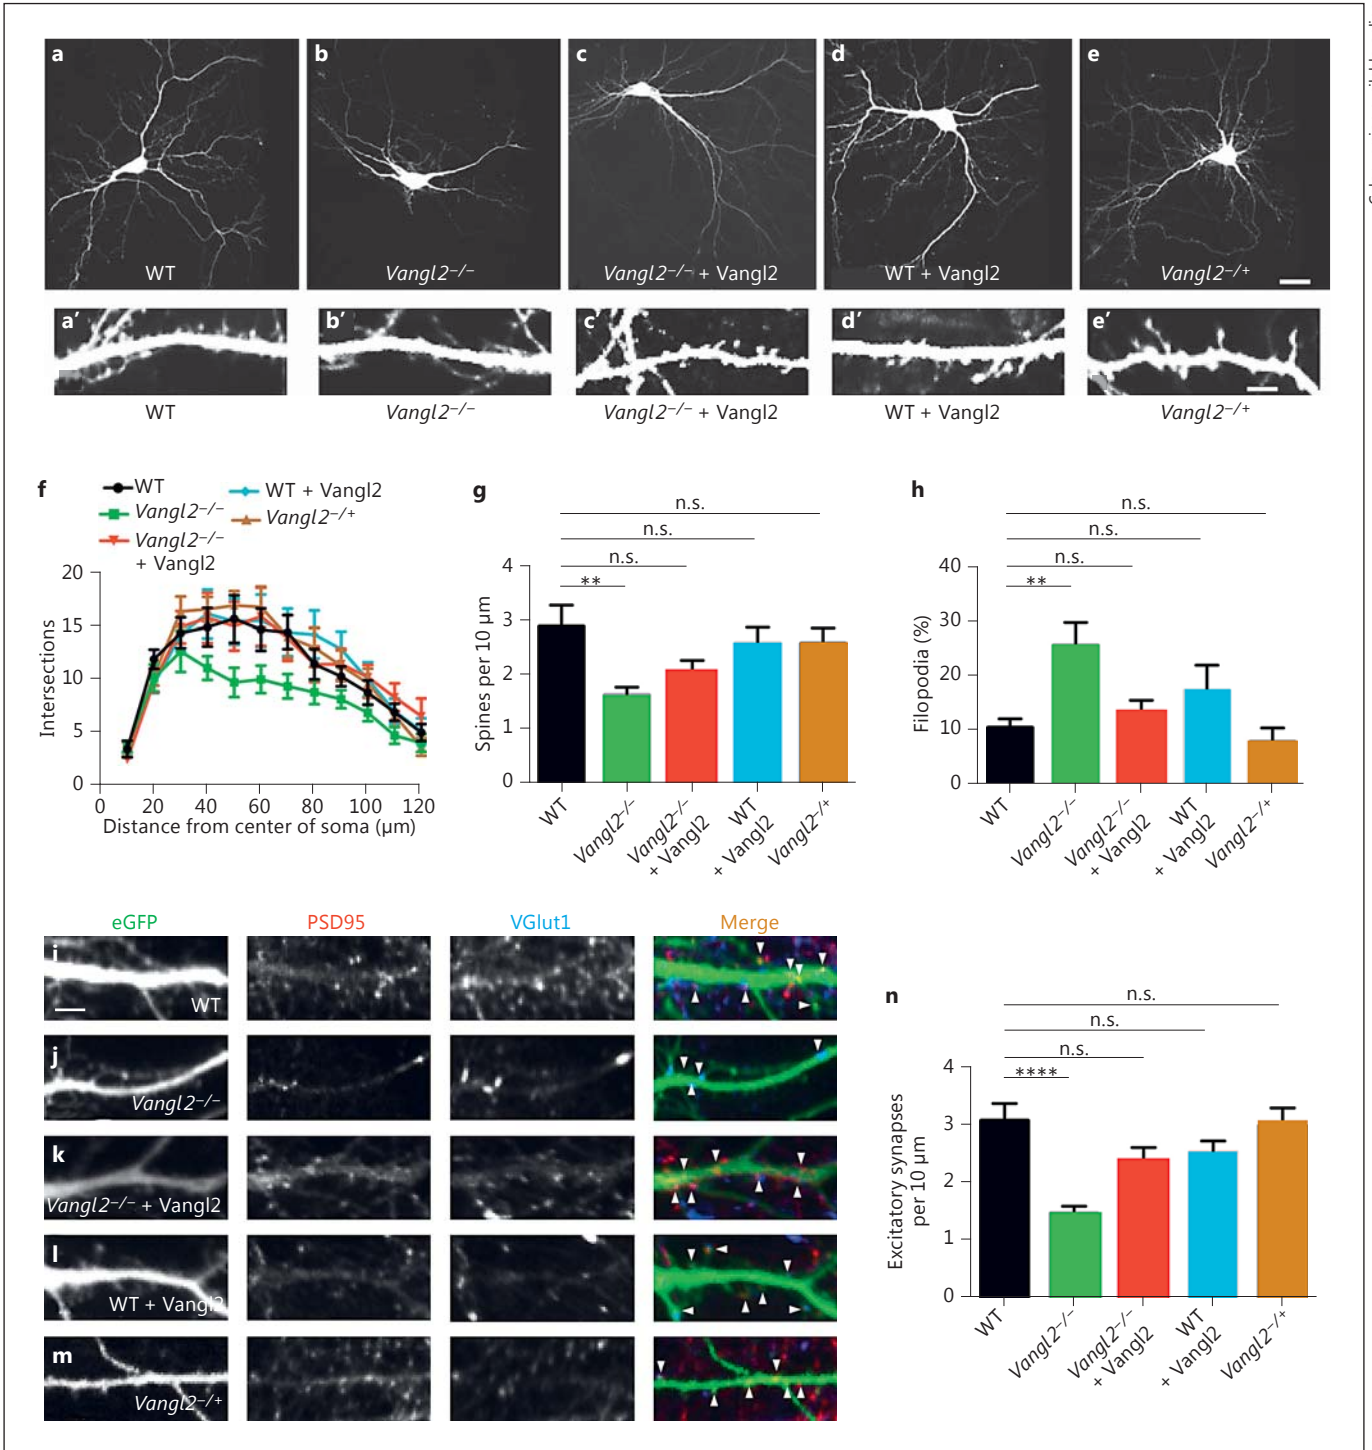 a
b
c
d
e
WT
Vangl2⁻/⁻
Vangl2⁻/⁻ + Vangl2
WT + Vangl2
Vangl2⁻/⁺
a′
b′
c′
d′
e′
WT
Vangl2⁻/⁻
Vangl2⁻/⁻ + Vangl2
WT + Vangl2
Vangl2⁻/⁺
f
WT
WT + Vangl2
Vangl2⁻/⁻
Vangl2⁻/⁺
Vangl2⁻/⁻
+ Vangl2
Intersections
20
15
10
5
0
0
20
40
60
80
100
120
Distance from center of soma (µm)
g
n.s.
n.s.
n.s.
**
Spines per 10 µm
4
3
2
1
0
WT
Vangl2⁻/⁻
Vangl2⁻/⁻
+ Vangl2
WT
+ Vangl2
Vangl2⁻/⁺
h
n.s.
n.s.
n.s.
**
Filopodia (%)
40
30
20
10
0
WT
Vangl2⁻/⁻
Vangl2⁻/⁻
+ Vangl2
WT
+ Vangl2
Vangl2⁻/⁺
eGFP
PSD95
VGlut1
Merge
i
WT
j
Vangl2⁻/⁻
k
Vangl2⁻/⁻ + Vangl2
l
WT + Vangl2
m
Vangl2⁻/⁺
n
n.s.
n.s.
n.s.
****
Excitatory synapses
per 10 µm
4
3
2
1
0
WT
Vangl2⁻/⁻
Vangl2⁻/⁻
+ Vangl2
WT
+ Vangl2
Vangl2⁻/⁺